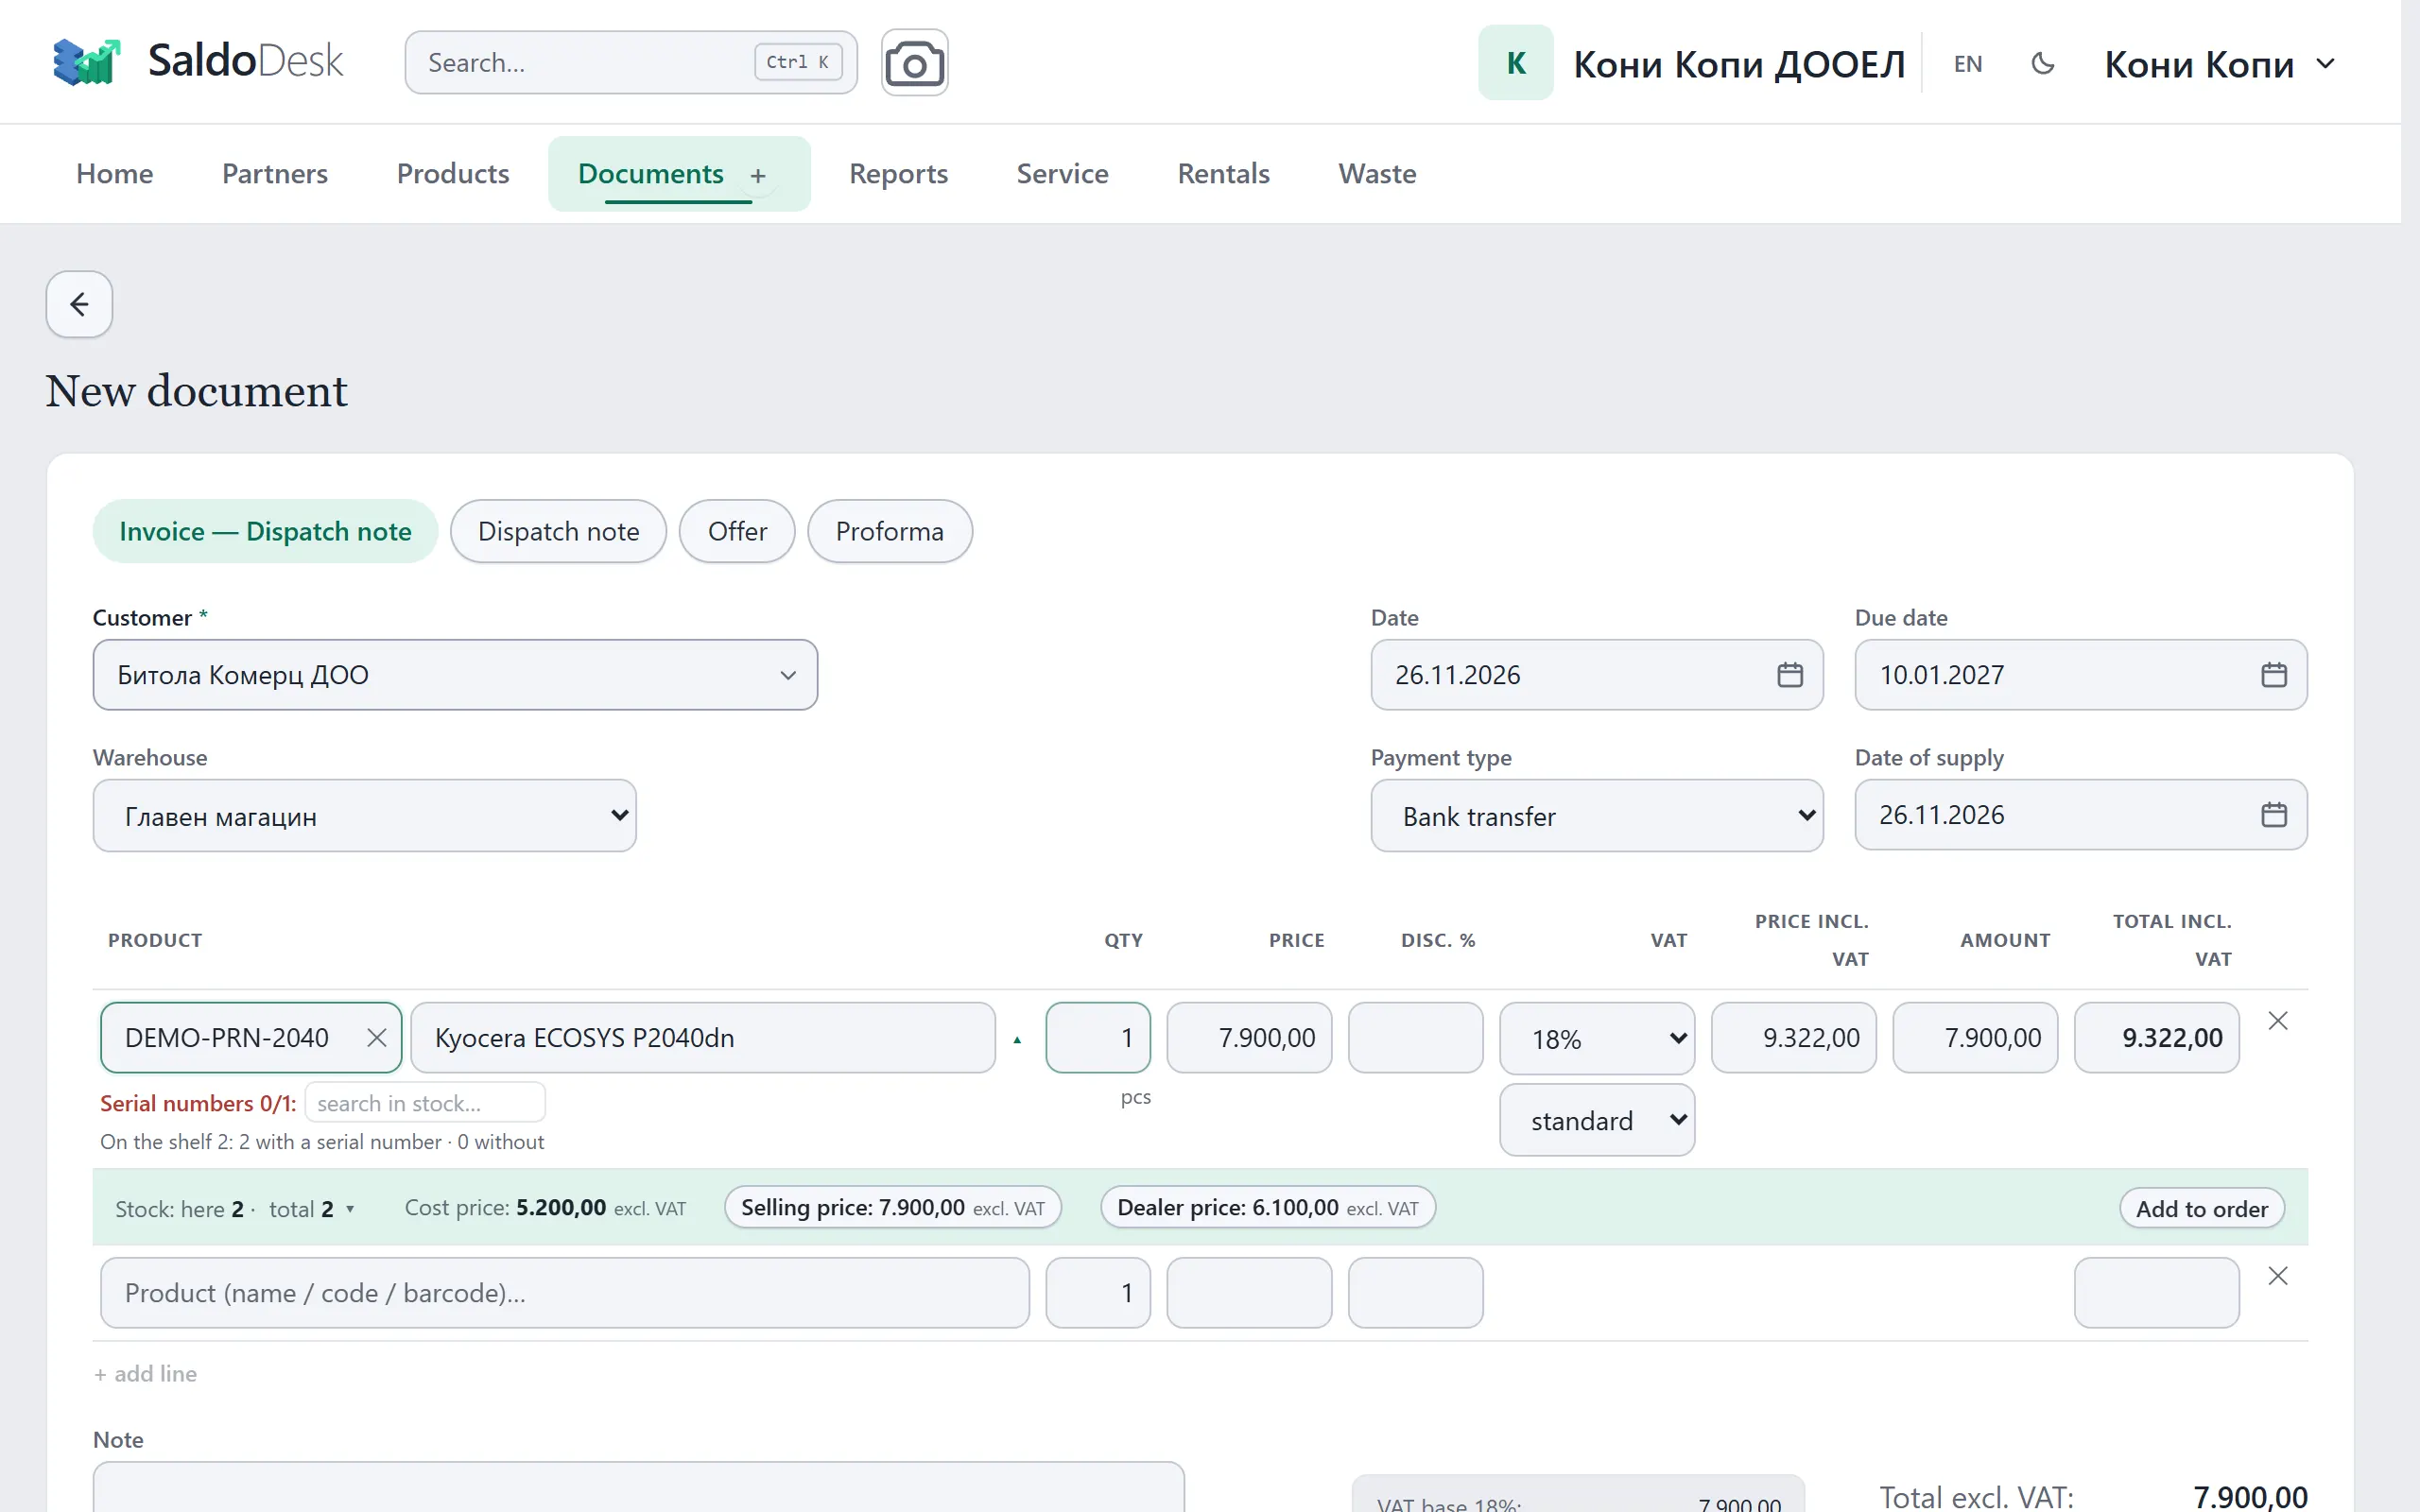 SaldoDesk
Search...
Ctrl K
K
Кони Копи ДООЕЛ
EN
Кони Копи
Home
Partners
Products
Documents +
Reports
Service
Rentals
Waste
New document
Invoice — Dispatch note
Dispatch note
Offer
Proforma
Customer *
Date
Due date
Битола Комерц ДОО
26.11.2026
10.01.2027
Warehouse
Payment type
Date of supply
Главен магацин
Bank transfer
26.11.2026
PRODUCT
QTY
PRICE
DISC. %
VAT
PRICE INCL. VAT
AMOUNT
TOTAL INCL. VAT
DEMO-PRN-2040
Kyocera ECOSYS P2040dn
1
7.900,00
18%
9.322,00
7.900,00
9.322,00
Serial numbers 0/1: search in stock...
pcs
standard
On the shelf 2: 2 with a serial number · 0 without
Stock: here 2 · total 2
Cost price: 5.200,00 excl. VAT
Selling price: 7.900,00 excl. VAT
Dealer price: 6.100,00 excl. VAT
Add to order
Product (name / code / barcode)...
1
+ add line
Note
VAT base 18%: 7.900,00
Total excl. VAT: 7.900,00